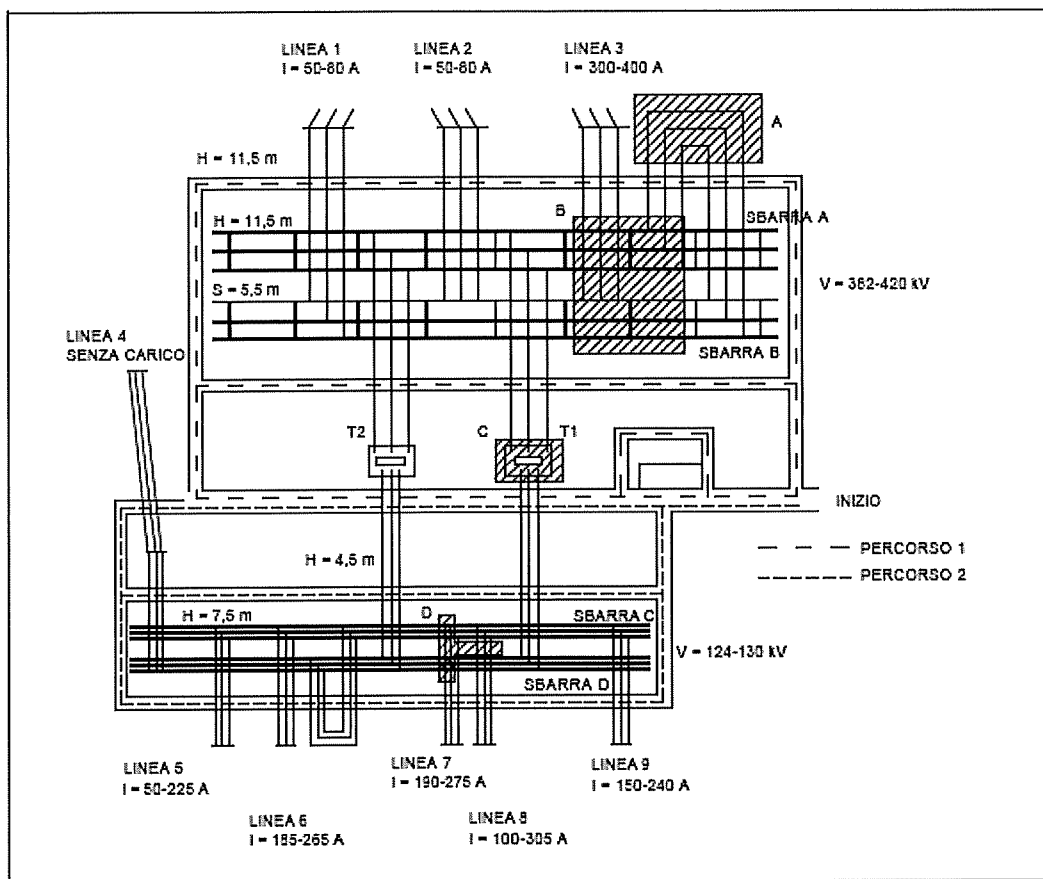 LINEA 1
I = 50-80 A
LINEA 2
I = 50-80 A
LINEA 3
I = 300-400 A
A
H = 11,5 m
B
SBARRA A
H = 11,5 m
S = 5,5 m
V = 382-420 kV
LINEA 4
SENZA CARICO
SBARRA B
T2
C
T1
INIZIO
H = 4,5 m
PERCORSO 1
PERCORSO 2
H = 7,5 m
D
SBARRA C
V = 124-130 kV
SBARRA D
LINEA 5
I = 50-225 A
LINEA 7
I = 190-275 A
LINEA 9
I = 150-240 A
LINEA 6
I = 185-265 A
LINEA 8
I = 100-305 A